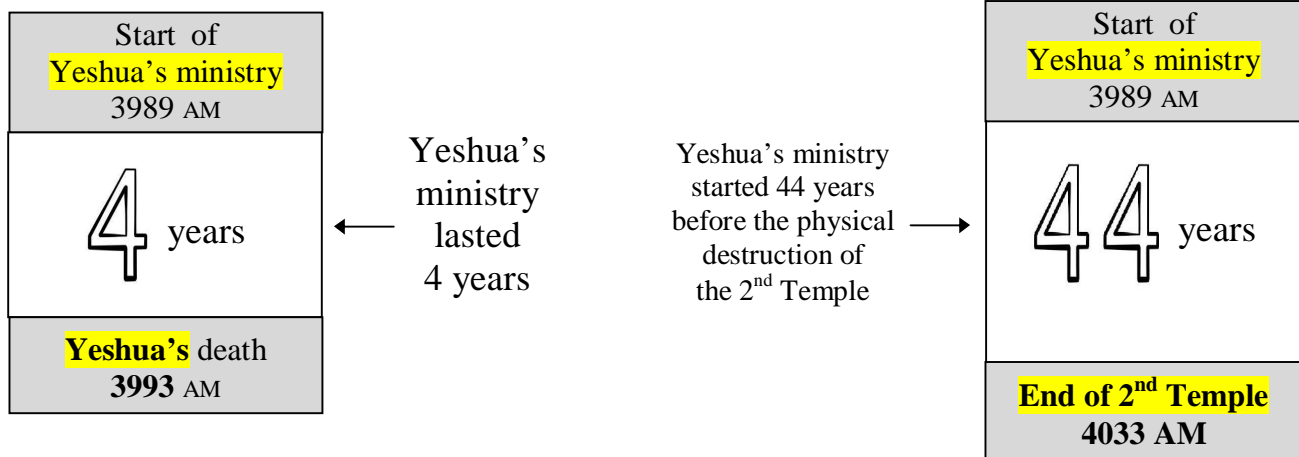 Start of
Yeshua's ministry
3989 AM
4 years
Yeshua's death
3993 AM
Yeshua's
ministry
lasted
4 years
Yeshua's ministry
started 44 years
before the physical
destruction of
the 2nd Temple
Start of
Yeshua's ministry
3989 AM
44 years
End of 2nd Temple
4033 AM